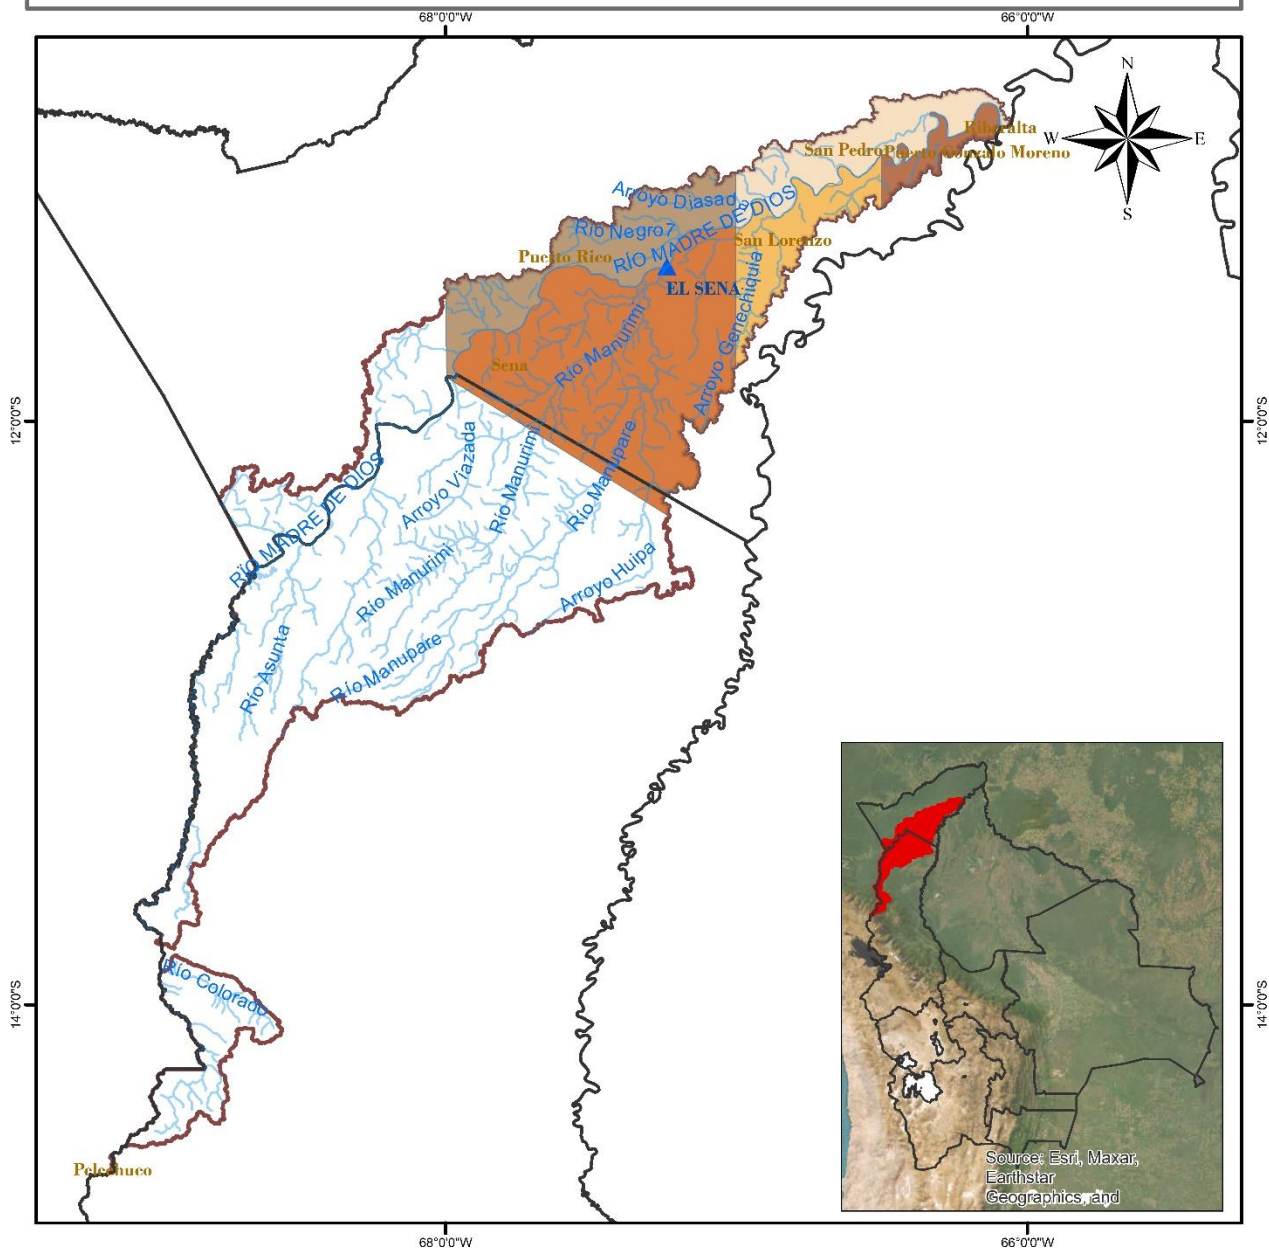 68°0'0"W
66°0'0"W
N
W
E
S
Riberalta
San Pedro
Puerto Gonzalo Moreno
Arroyo Diasada
Río Negro7
RÍO MADRE DE DIOS
San Lorenzo
Puerto Rico
EL SENA
Arroyo Genechiquia
Río Manurimi
Sena
12°0'0"S
12°0'0"S
Arroyo Viazada
Río Manurimi
Río Manupare
RÍO MADRE DE DIOS
Río Manurimi
Arroyo Huipa
Río Asunta
Río Manupare
Río Colorado
14°0'0"S
14°0'0"S
Pelechuco
Source: Esri, Maxar,
Earthstar
Geographics, and
68°0'0"W
66°0'0"W